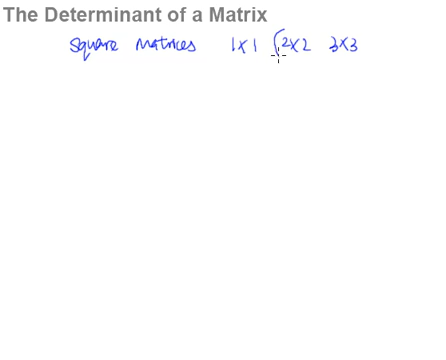 The Determinant of a Matrix
Square Matrices 1x1 (2x2 3x3